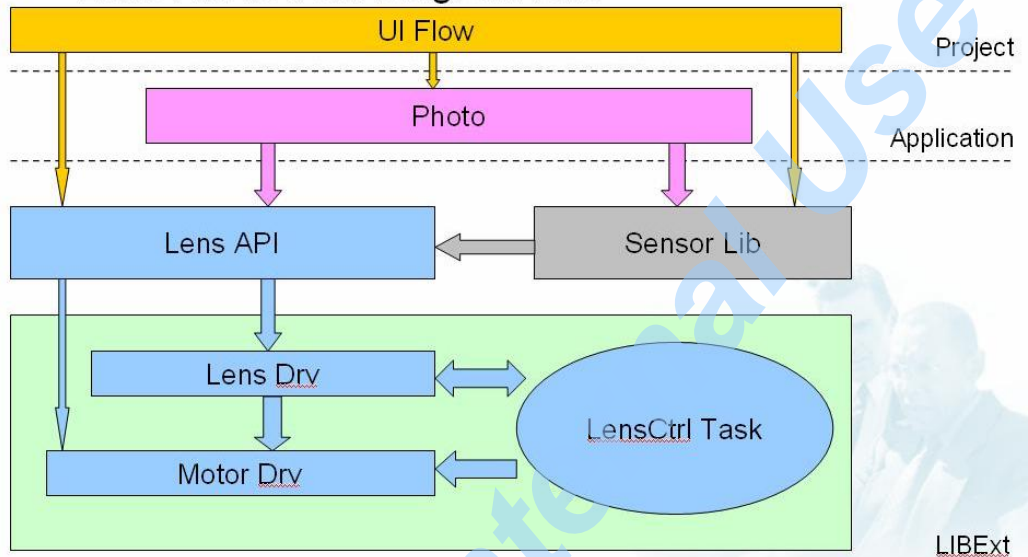 UI Flow
Project
Photo
Application
Lens API
Sensor Lib
Lens Drv
LensCtrl Task
Motor Drv
LIBExt